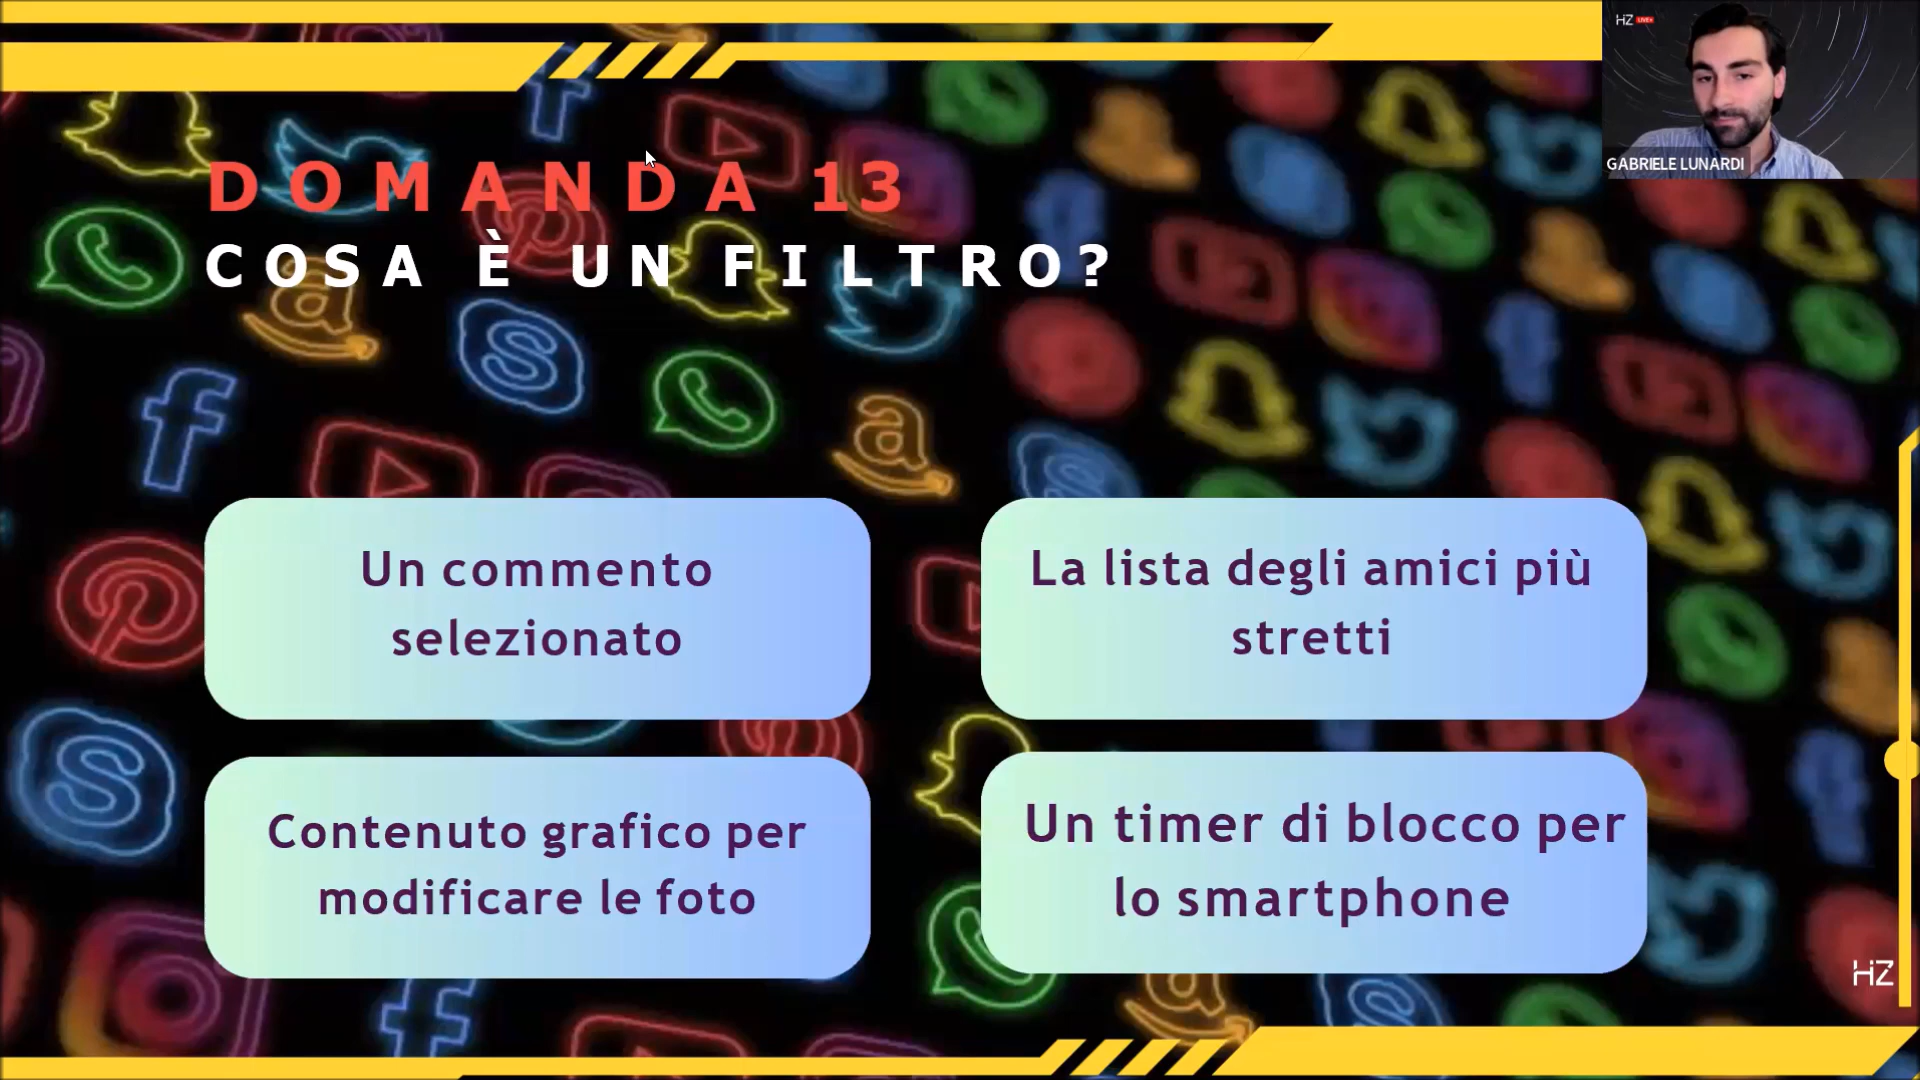 HZ LIVE+
GABRIELE LUNARDI
DOMANDA 13
COSA È UN FILTRO?
Un commento
selezionato
La lista degli amici più
stretti
Contenuto grafico per
modificare le foto
Un timer di blocco per
lo smartphone
HZ